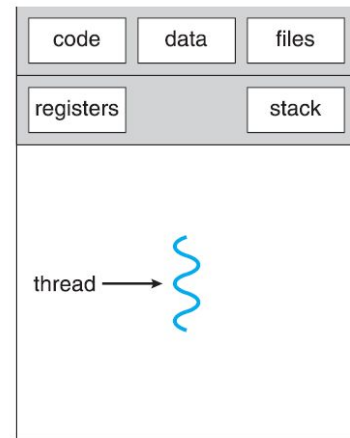 code data files
registers stack
thread